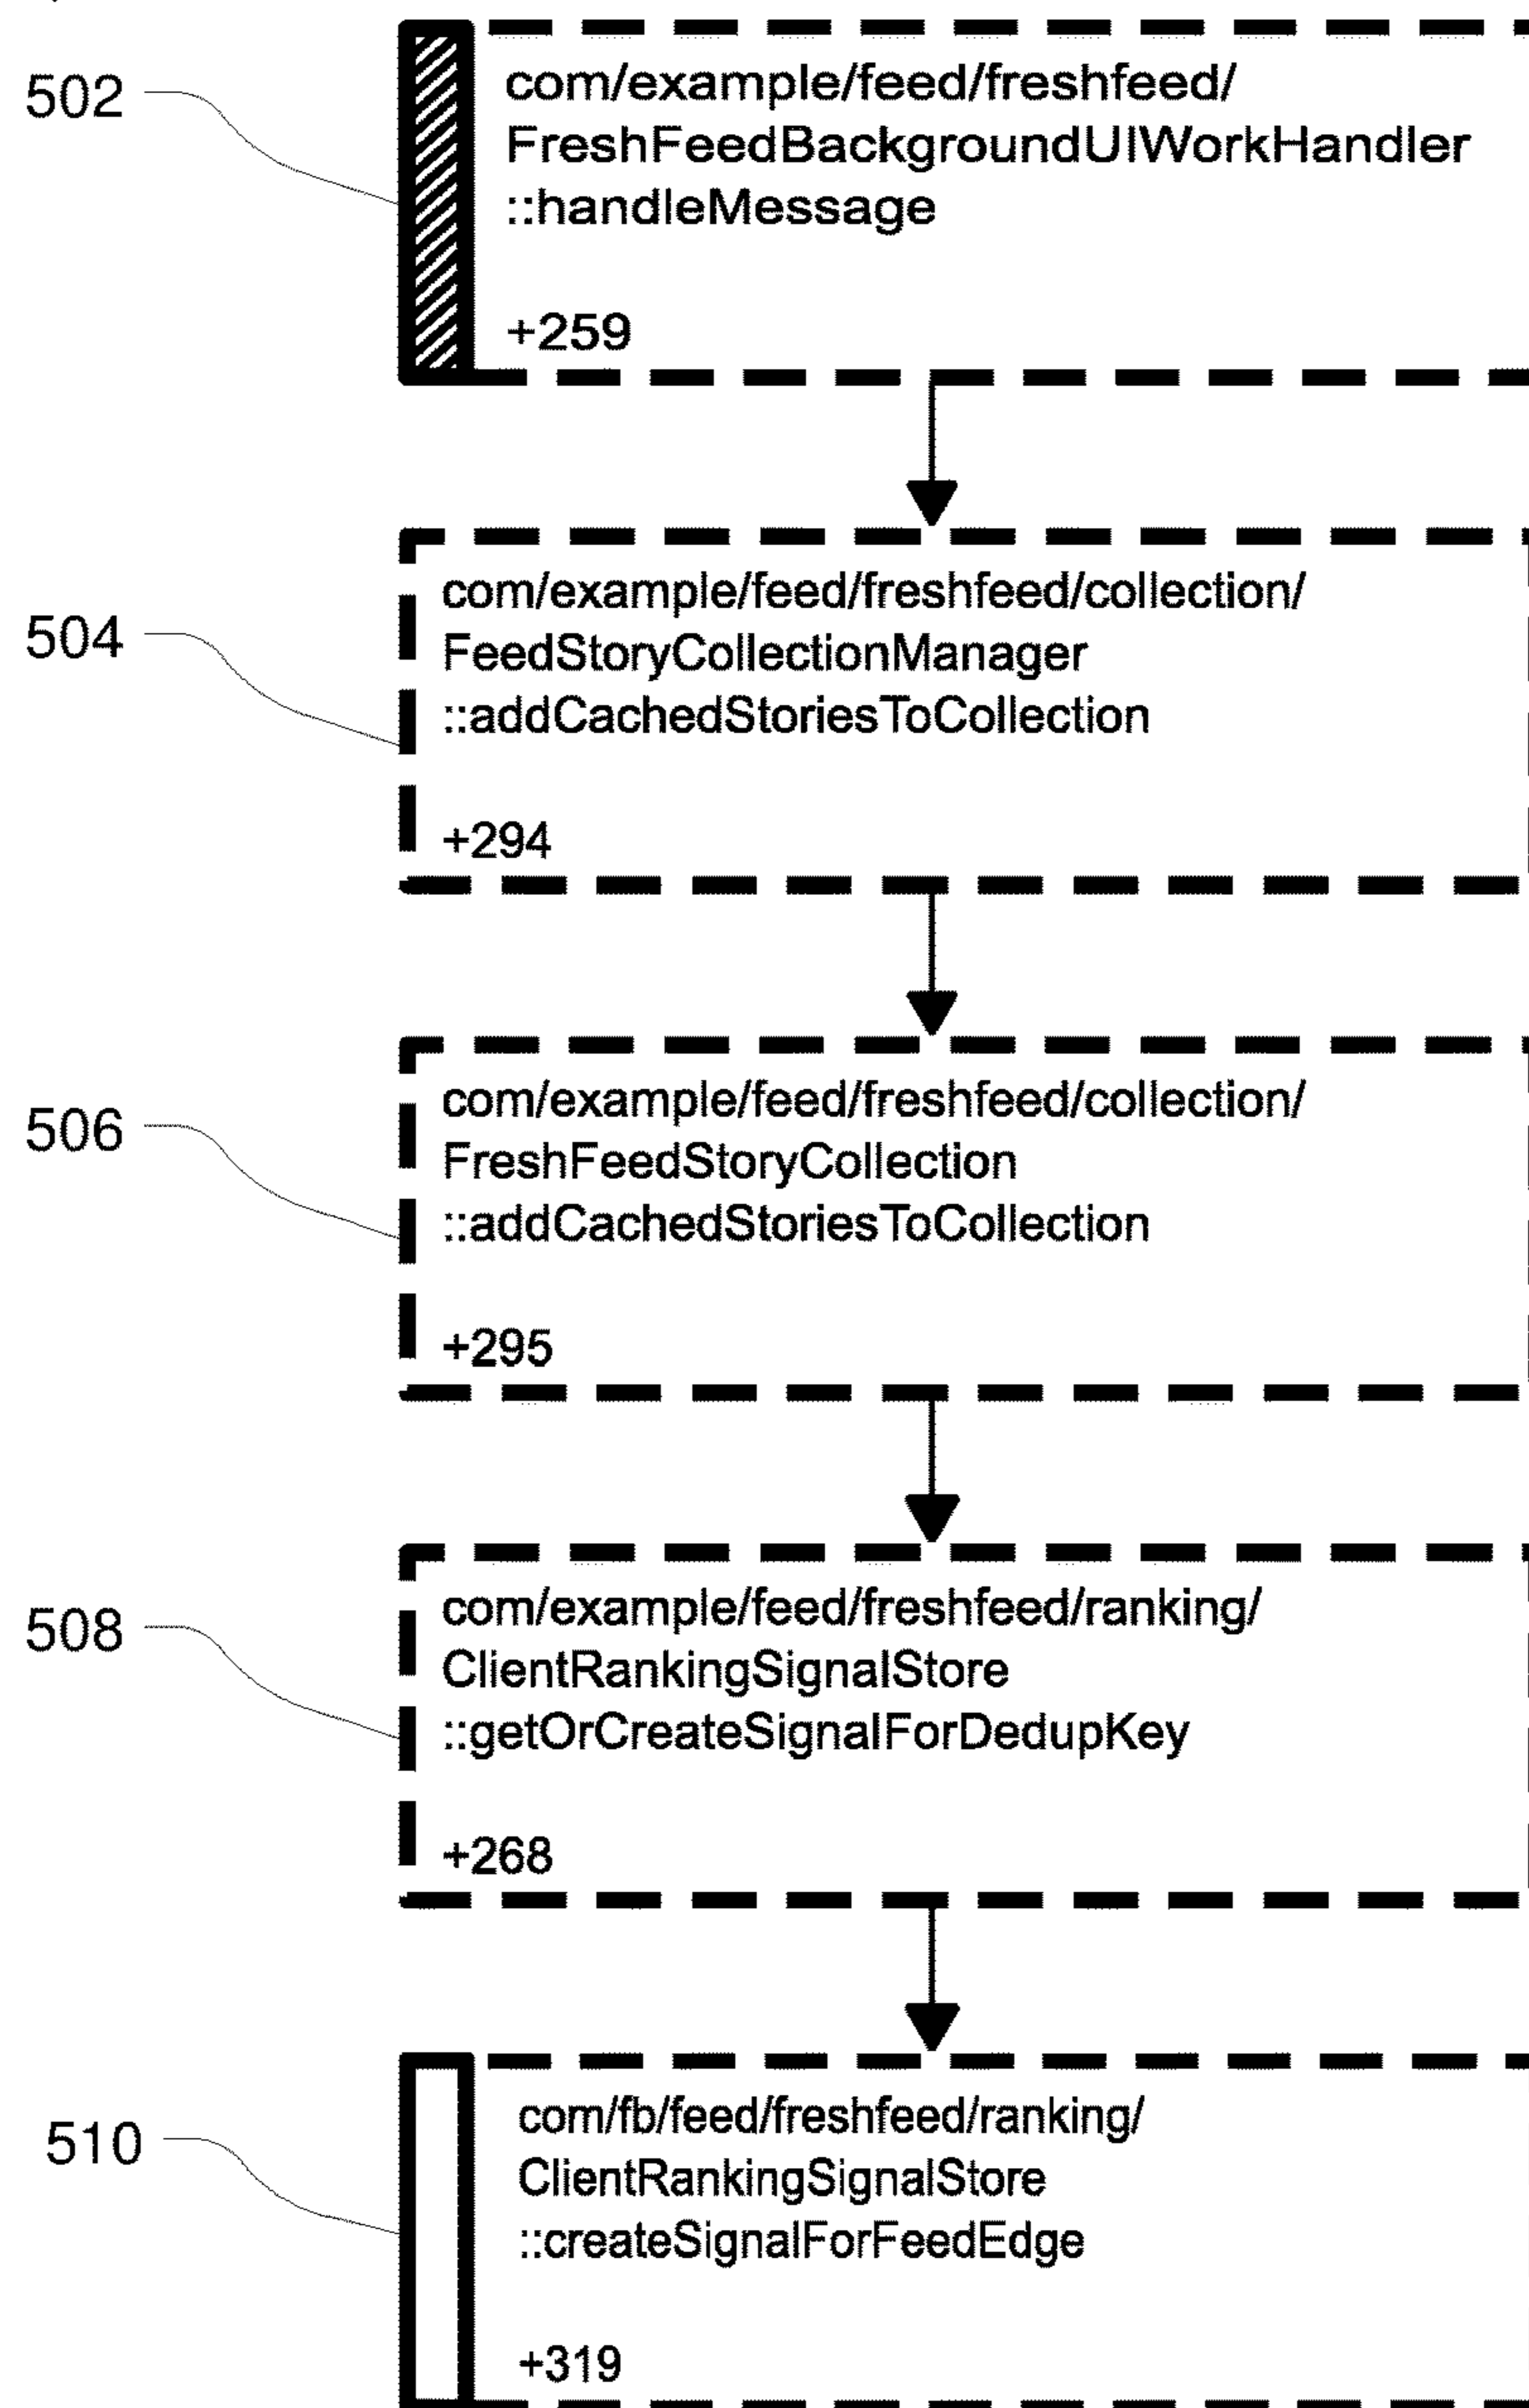 502
com/example/feed/freshfeed/
FreshFeedBackgroundUIWorkHandler
::handleMessage
+259
504
com/example/feed/freshfeed/collection/
FeedStoryCollectionManager
::addCachedStoriesToCollection
+294
506
com/example/feed/freshfeed/collection/
FreshFeedStoryCollection
::addCachedStoriesToCollection
+295
508
com/example/feed/freshfeed/ranking/
ClientRankingSignalStore
::getOrCreateSignalForDedupKey
+268
510
com/fb/feed/freshfeed/ranking/
ClientRankingSignalStore
::createSignalForFeedEdge
+319